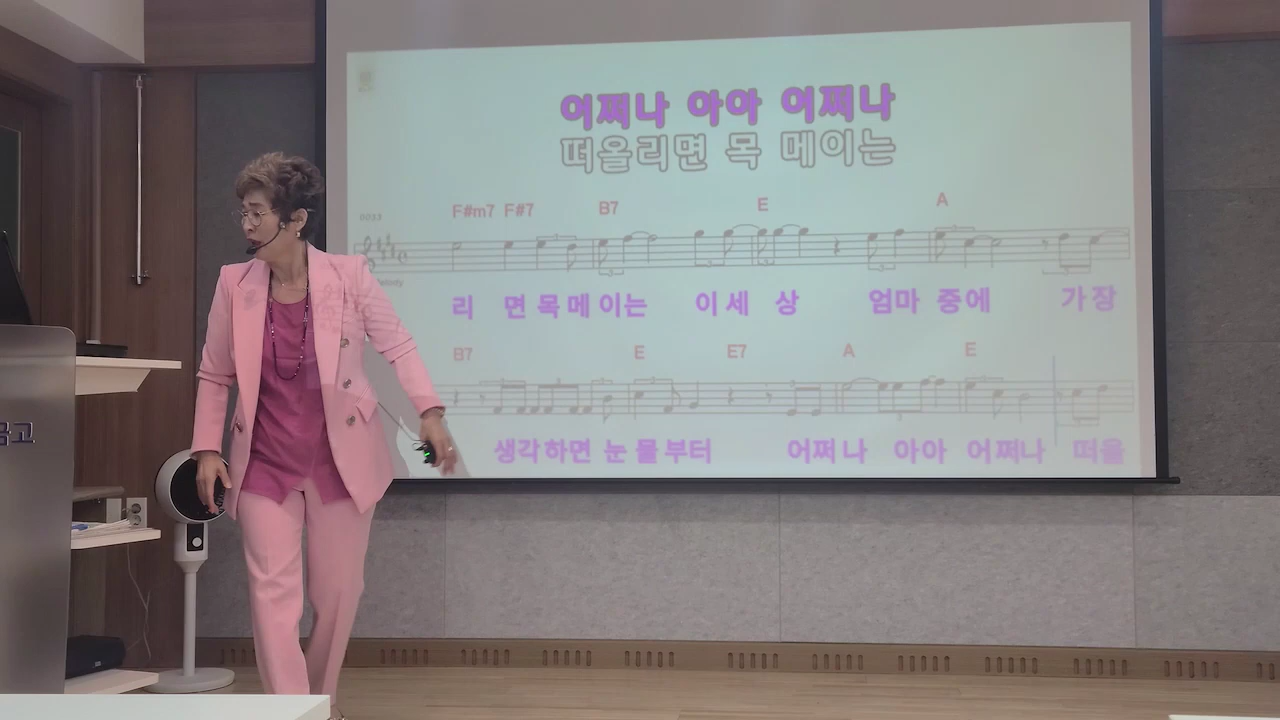 어쩌나 아아 어쩌나
떠올리면 목 메이는
F#m7 F#7 B7 E A
0033
리 면 목 메 이는 이 세 상 엄마 중에 가 장
B7 E E7 A E
생각 하면 눈 물 부터 어쩌나 아아 어쩌나 떠올
고